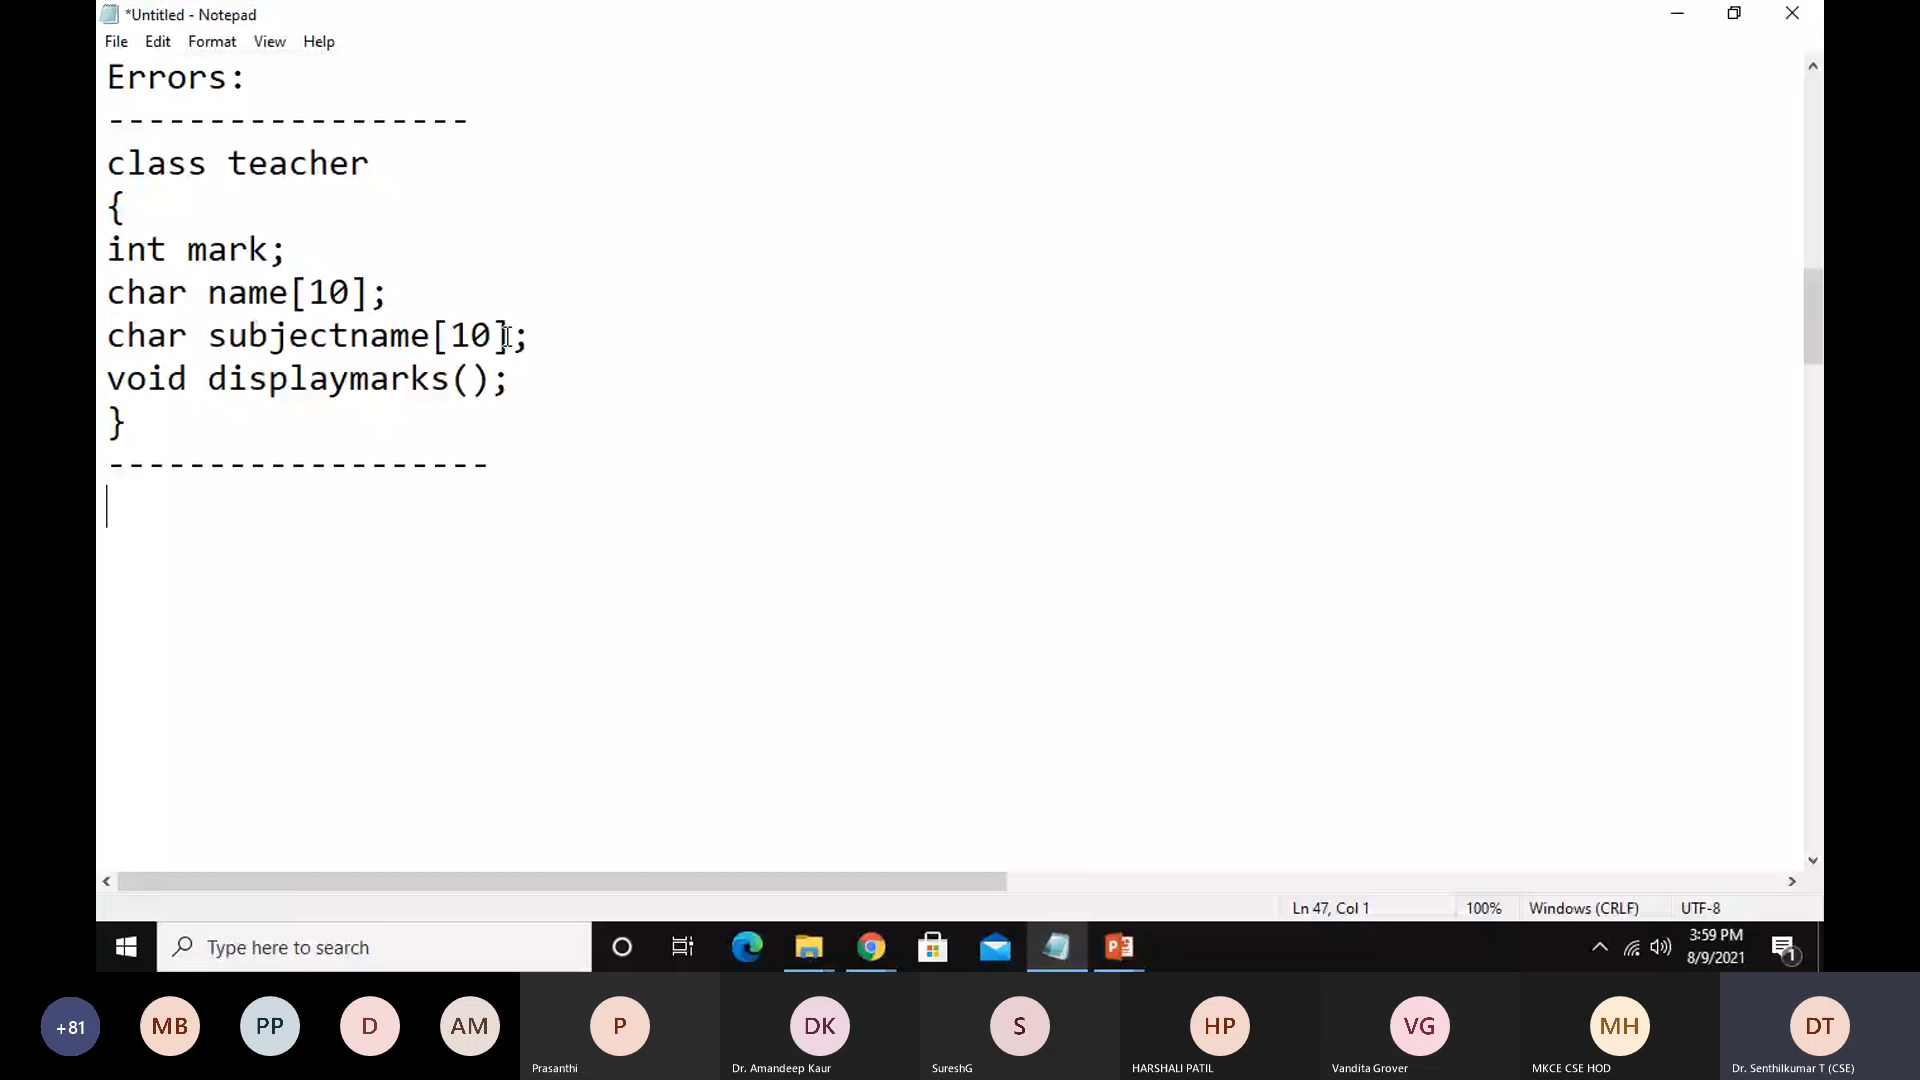 *Untitled - Notepad
File Edit Format View Help
Errors:
------------------
class teacher
{
int mark;
char name[10];
char subjectname[10];
void displaymarks();
}
-------------------
Ln 47, Col 1 100% Windows (CRLF) UTF-8
Type here to search
3:59 PM
8/9/2021
1
+81 MB PP D AM P DK S HP VG MH DT
Prasanthi Dr. Amandeep Kaur SureshG HARSHALI PATIL Vandita Grover MKCE CSE HOD Dr. Senthilkumar T (CSE)